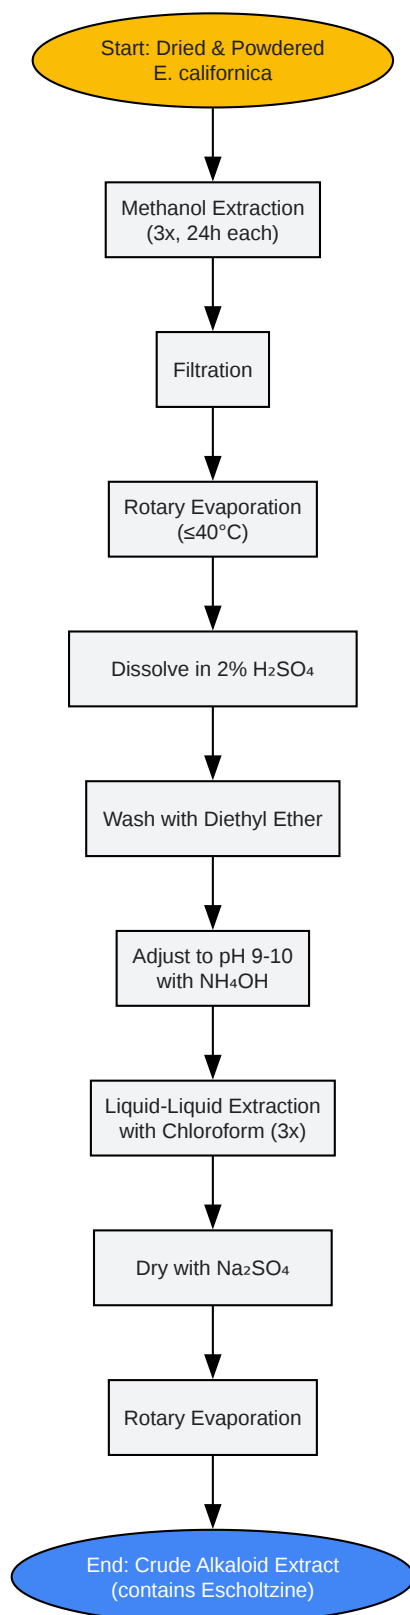 Start: Dried & Powdered
E. californica
Methanol Extraction
(3x, 24h each)
Filtration
Rotary Evaporation
(≤40°C)
Dissolve in 2% H₂SO₄
Wash with Diethyl Ether
Adjust to pH 9-10
with NH₄OH
Liquid-Liquid Extraction
with Chloroform (3x)
Dry with Na₂SO₄
Rotary Evaporation
End: Crude Alkaloid Extract
(contains Escholtzine)